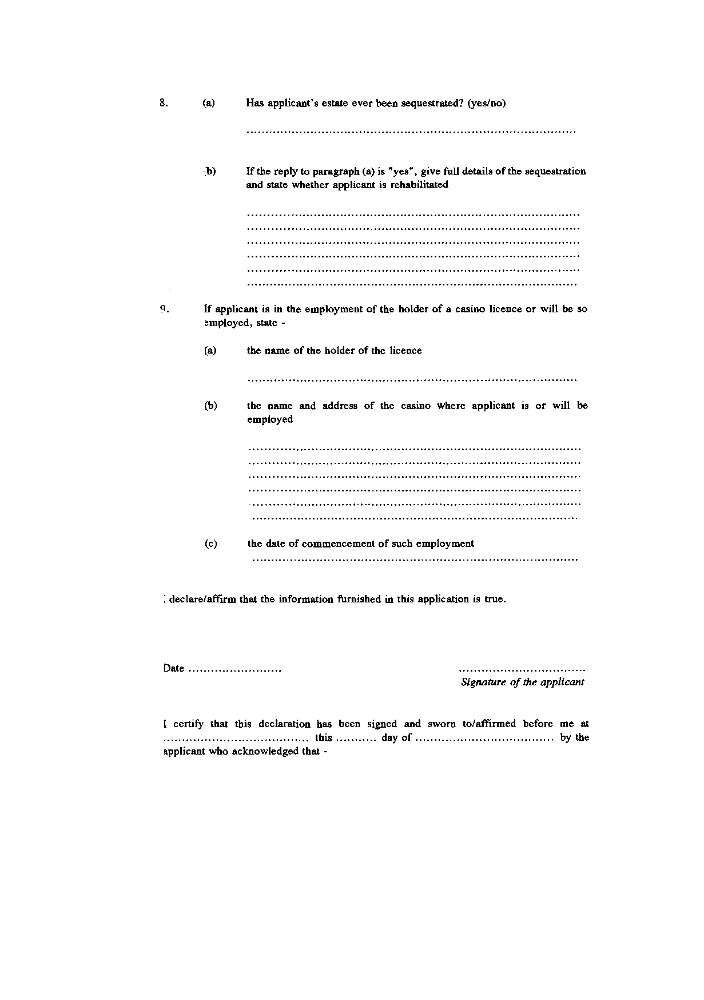 8. (a) Has applicant's estate ever been sequestrated? (yes/no)
........................................................................................
(b) If the reply to paragraph (a) is "yes", give full details of the sequestration
and state whether applicant is rehabilitated
........................................................................................
........................................................................................
........................................................................................
........................................................................................
........................................................................................
........................................................................................
9. If applicant is in the employment of the holder of a casino licence or will be so
employed, state -
(a) the name of the holder of the licence
........................................................................................
(b) the name and address of the casino where applicant is or will be
employed
........................................................................................
........................................................................................
........................................................................................
........................................................................................
........................................................................................
........................................................................................
(c) the date of commencement of such employment
........................................................................................
I declare/affirm that the information furnished in this application is true.
Date ......................... ..................................
Signature of the applicant
I certify that this declaration has been signed and sworn to/affirmed before me at
....................................... this ........... day of ..................................... by the
applicant who acknowledged that -